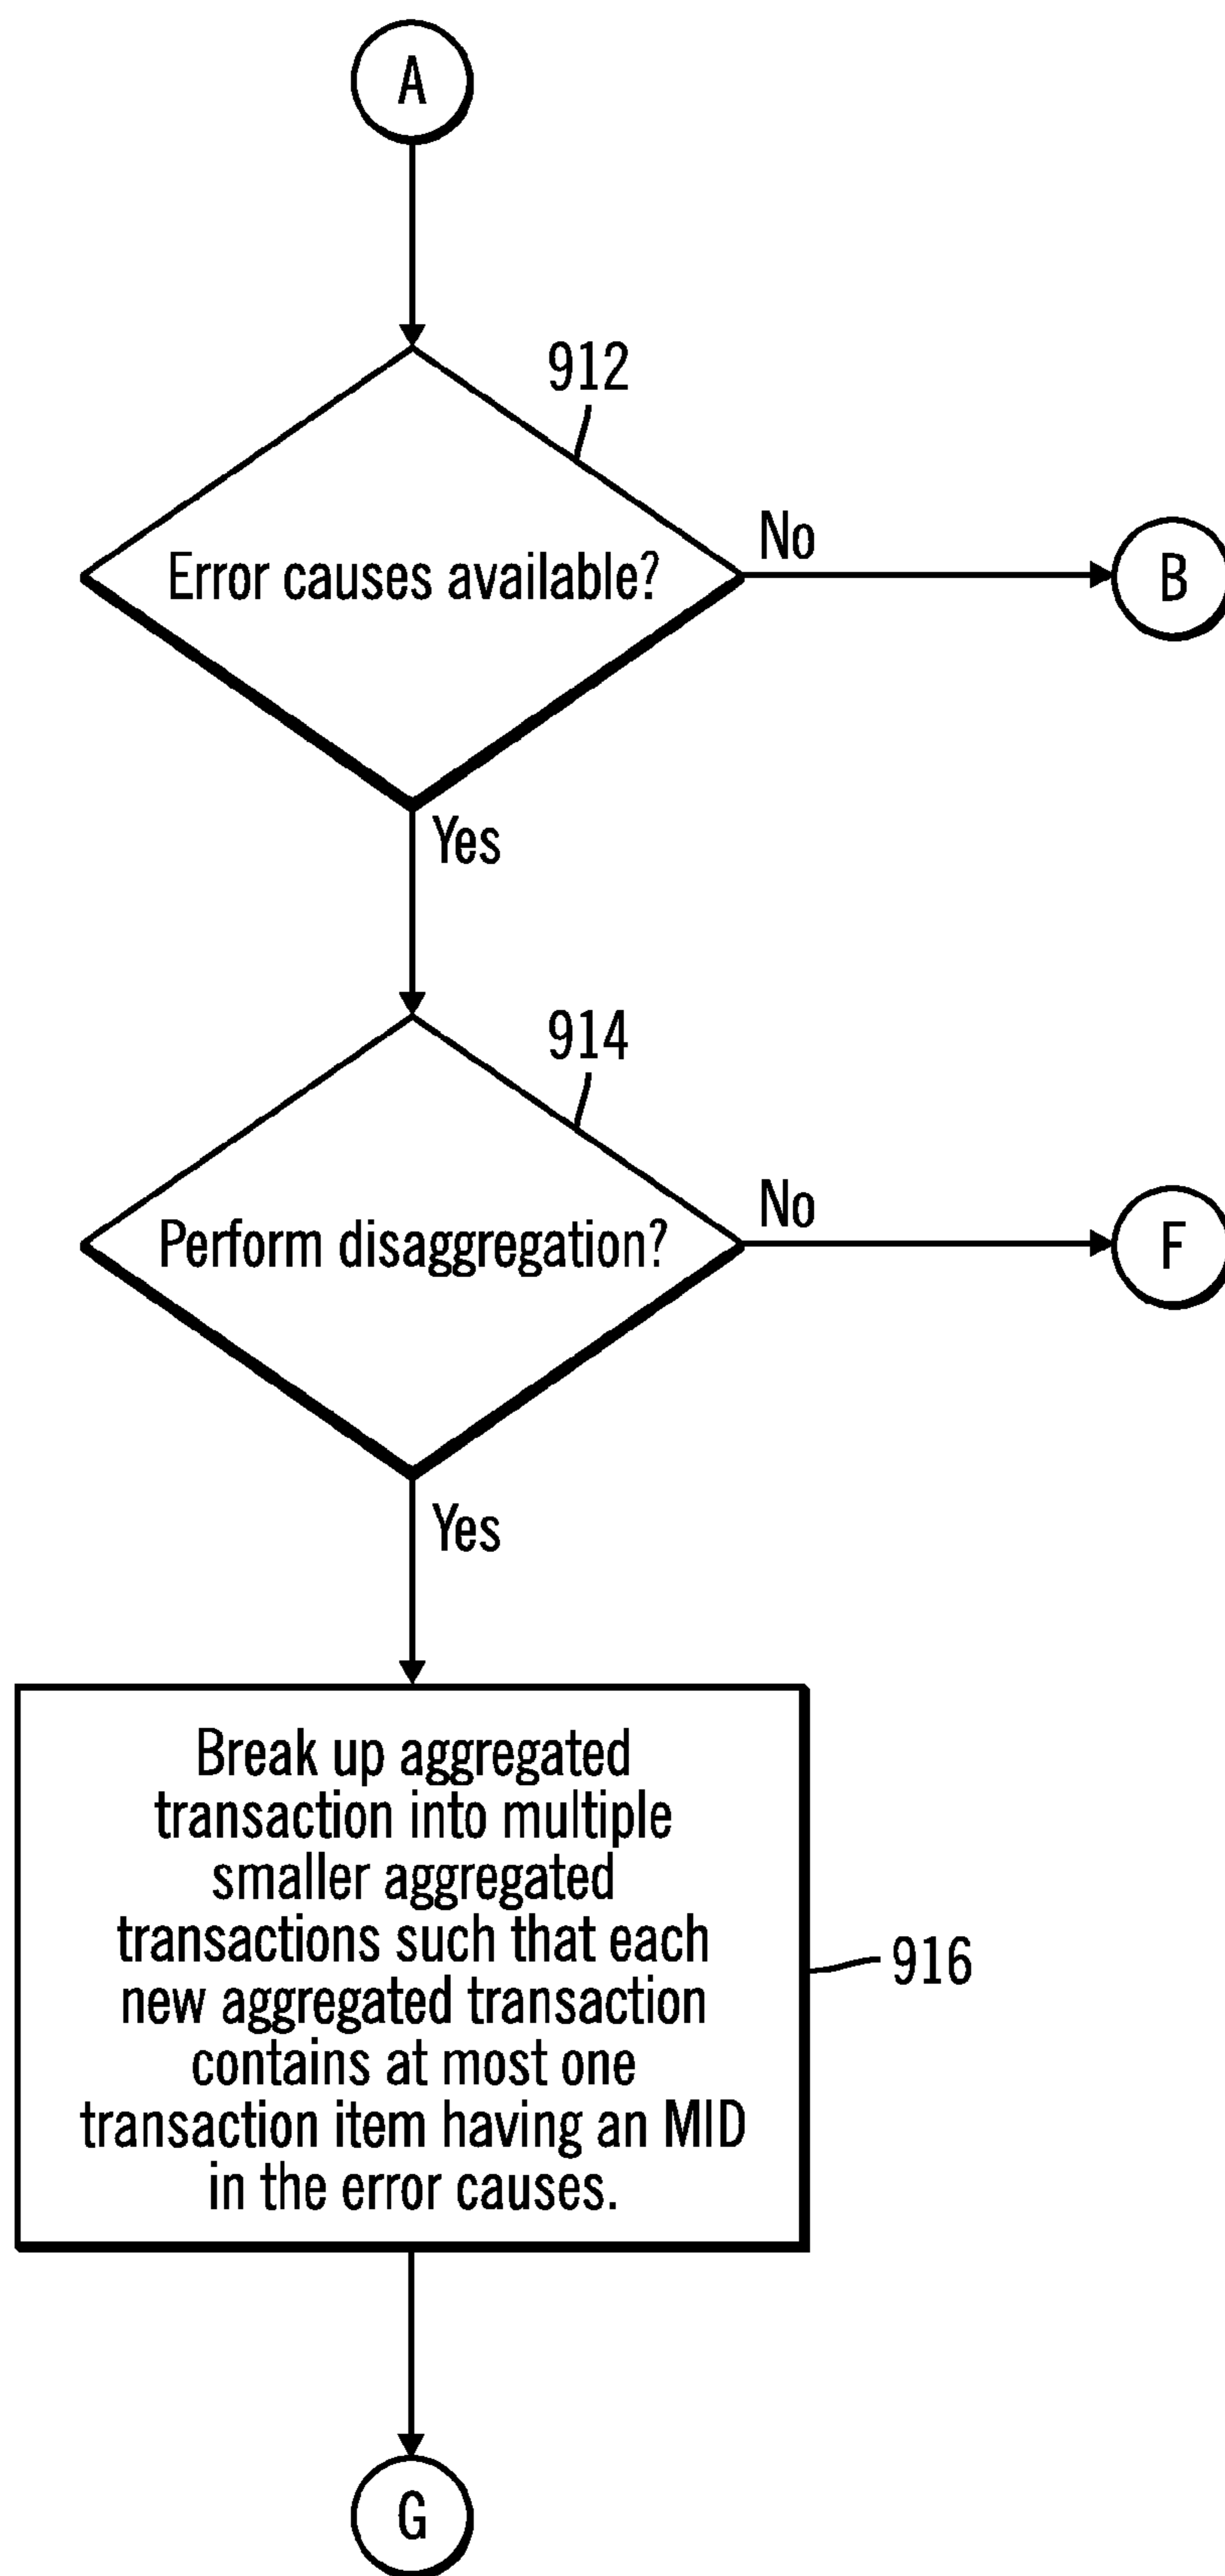 A
912
Error causes available?
No
B
Yes
914
Perform disaggregation?
No
F
Yes
Break up aggregated
transaction into multiple
smaller aggregated
transactions such that each
new aggregated transaction
contains at most one
transaction item having an MID
in the error causes.
916
G